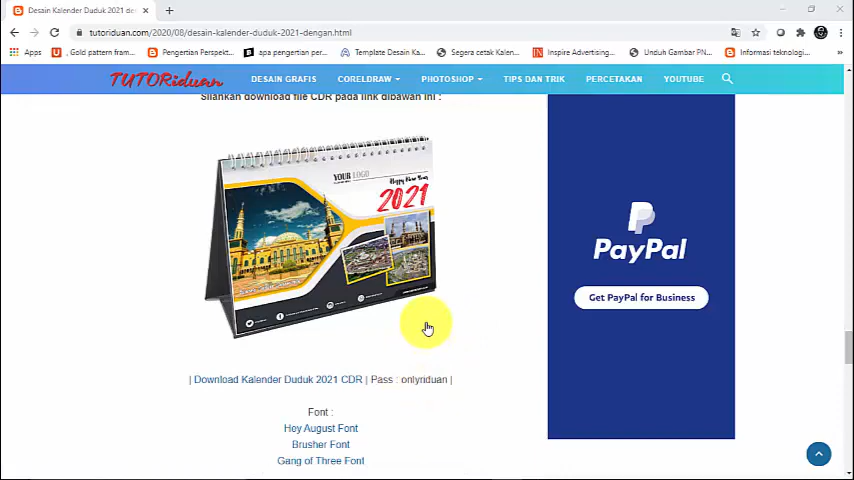 Desain Kalender Duduk 2021 den
tutoriduan.com/2020/08/desain-kalender-duduk-2021-dengan.html
Apps
, Gold pattern fram...
Pengertian Perspekt...
apa pengertian per...
Template Desain Ka...
Segera cetak Kalen...
Inspire Advertising...
Unduh Gambar PN...
Informasi teknologi...
TUTORiduan
DESAIN GRAFIS
CORELDRAW
PHOTOSHOP
TIPS DAN TRIK
PERCETAKAN
YOUTUBE
Silahkan download file CDR pada link dibawah ini :
YOUR LOGO
Happy New Year
2021
PayPal
Get PayPal for Business
| Download Kalender Duduk 2021 CDR | Pass : onlyriduan |
Font :
Hey August Font
Brusher Font
Gang of Three Font